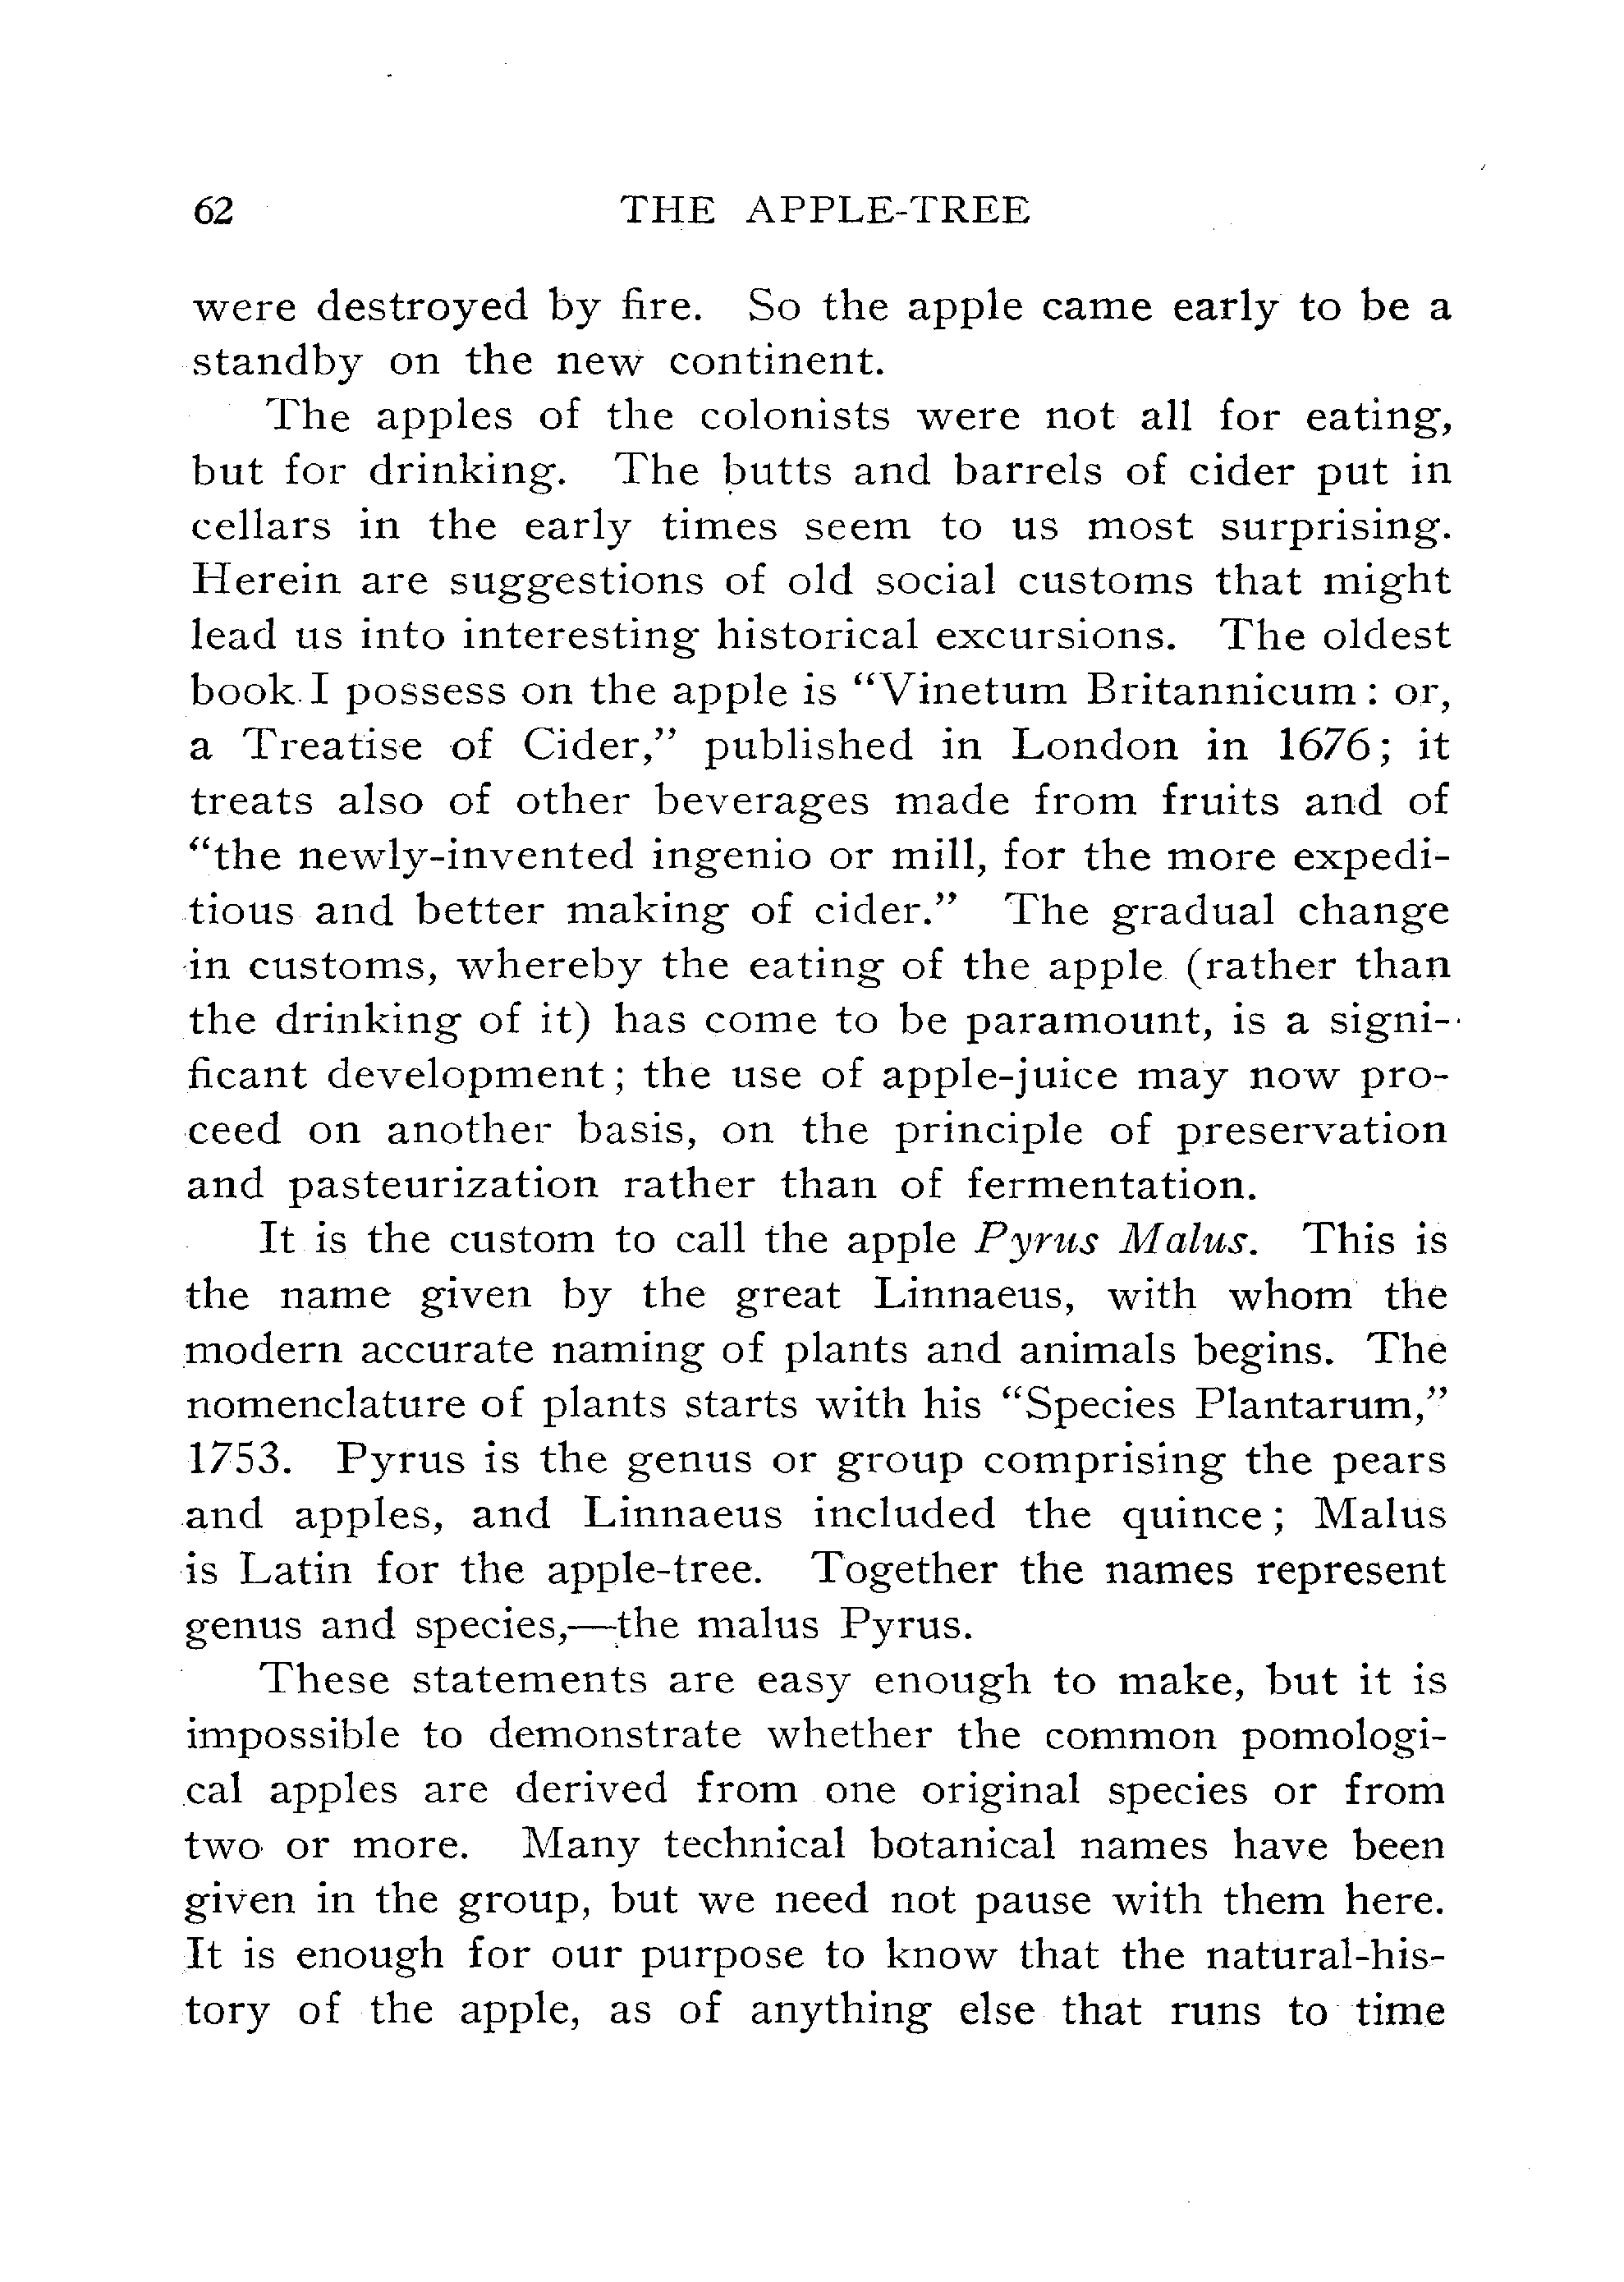 62 THE APPLE-TREE
were destroyed by fire. So the apple came early to be a
standby on the new continent.
The apples of the colonists were not all for eating,
but for drinking. The butts and barrels of cider put in
cellars in the early times seem to us most surprising.
Herein are suggestions of old social customs that might
lead us into interesting historical excursions. The oldest
book I possess on the apple is “Vinetum Britannicum: or,
a Treatise of Cider,” published in London in 1676; it
treats also of other beverages made from fruits and of
“the newly-invented ingenio or mill, for the more expedi-
tious and better making of cider.” The gradual change
in customs, whereby the eating of the apple (rather than
the drinking of it) has come to be paramount, is a signi-
ficant development; the use of apple-juice may now pro-
ceed on another basis, on the principle of preservation
and pasteurization rather than of fermentation.
It is the custom to call the apple Pyrus Malus. This is
the name given by the great Linnaeus, with whom the
modern accurate naming of plants and animals begins. The
nomenclature of plants starts with his “Species Plantarum,”
1753. Pyrus is the genus or group comprising the pears
and apples, and Linnaeus included the quince; Malus
is Latin for the apple-tree. Together the names represent
genus and species,—the malus Pyrus.
These statements are easy enough to make, but it is
impossible to demonstrate whether the common pomologi-
cal apples are derived from one original species or from
two or more. Many technical botanical names have been
given in the group, but we need not pause with them here.
It is enough for our purpose to know that the natural-his-
tory of the apple, as of anything else that runs to time